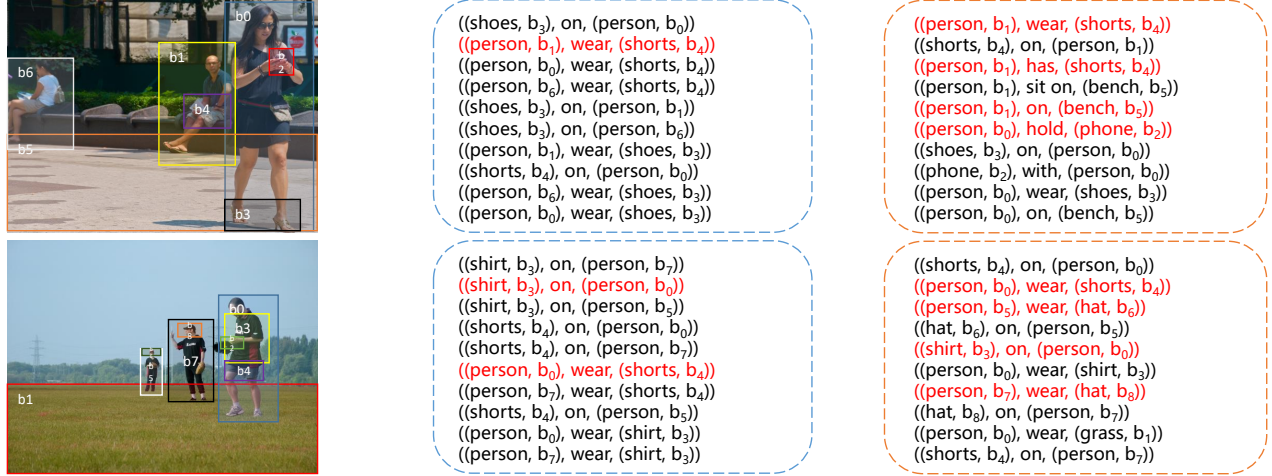 b0
b1
b
2
b6
b4
b5
b3
((shoes, b₃), on, (person, b₀))
((person, b₁), wear, (shorts, b₄))
((person, b₀), wear, (shorts, b₄))
((person, b₆), wear, (shorts, b₄))
((shoes, b₃), on, (person, b₁))
((shoes, b₃), on, (person, b₆))
((person, b₁), wear, (shoes, b₃))
((shorts, b₄), on, (person, b₀))
((person, b₆), wear, (shoes, b₃))
((person, b₀), wear, (shoes, b₃))
((person, b₁), wear, (shorts, b₄))
((shorts, b₄), on, (person, b₁))
((person, b₁), has, (shorts, b₄))
((person, b₁), sit on, (bench, b₅))
((person, b₁), on, (bench, b₅))
((person, b₀), hold, (phone, b₂))
((shoes, b₃), on, (person, b₀))
((phone, b₂), with, (person, b₀))
((person, b₀), wear, (shoes, b₃))
((person, b₀), on, (bench, b₅))
b0
b3
b
8
b
b7
b
5
b4
b1
((shirt, b₃), on, (person, b₇))
((shirt, b₃), on, (person, b₀))
((shirt, b₃), on, (person, b₅))
((shorts, b₄), on, (person, b₀))
((shorts, b₄), on, (person, b₇))
((person, b₀), wear, (shorts, b₄))
((person, b₇), wear, (shorts, b₄))
((shorts, b₄), on, (person, b₅))
((person, b₀), wear, (shirt, b₃))
((person, b₇), wear, (shirt, b₃))
((shorts, b₄), on, (person, b₀))
((person, b₀), wear, (shorts, b₄))
((person, b₅), wear, (hat, b₆))
((hat, b₆), on, (person, b₅))
((shirt, b₃), on, (person, b₀))
((person, b₀), wear, (shirt, b₃))
((person, b₇), wear, (hat, b₈))
((hat, b₈), on, (person, b₇))
((person, b₀), wear, (grass, b₁))
((shorts, b₄), on, (person, b₇))